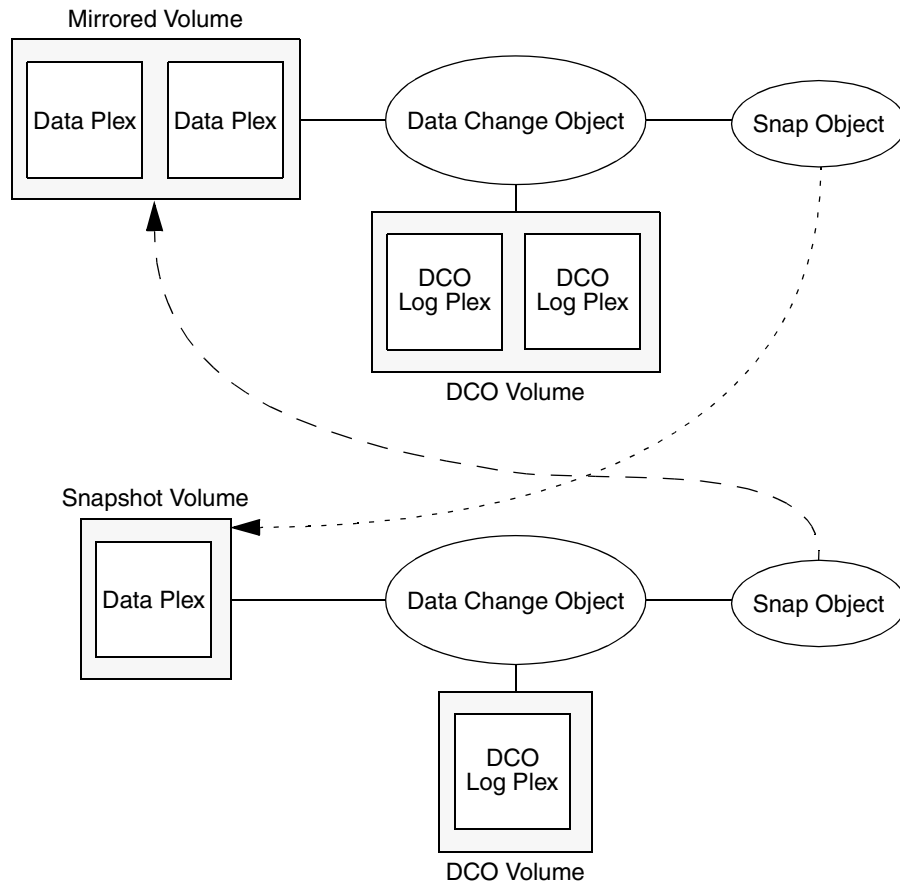 Mirrored Volume
Data Plex
Data Plex
Data Change Object
Snap Object
DCO
Log Plex
DCO
Log Plex
DCO Volume
Snapshot Volume
Data Plex
Data Change Object
Snap Object
DCO
Log Plex
DCO Volume